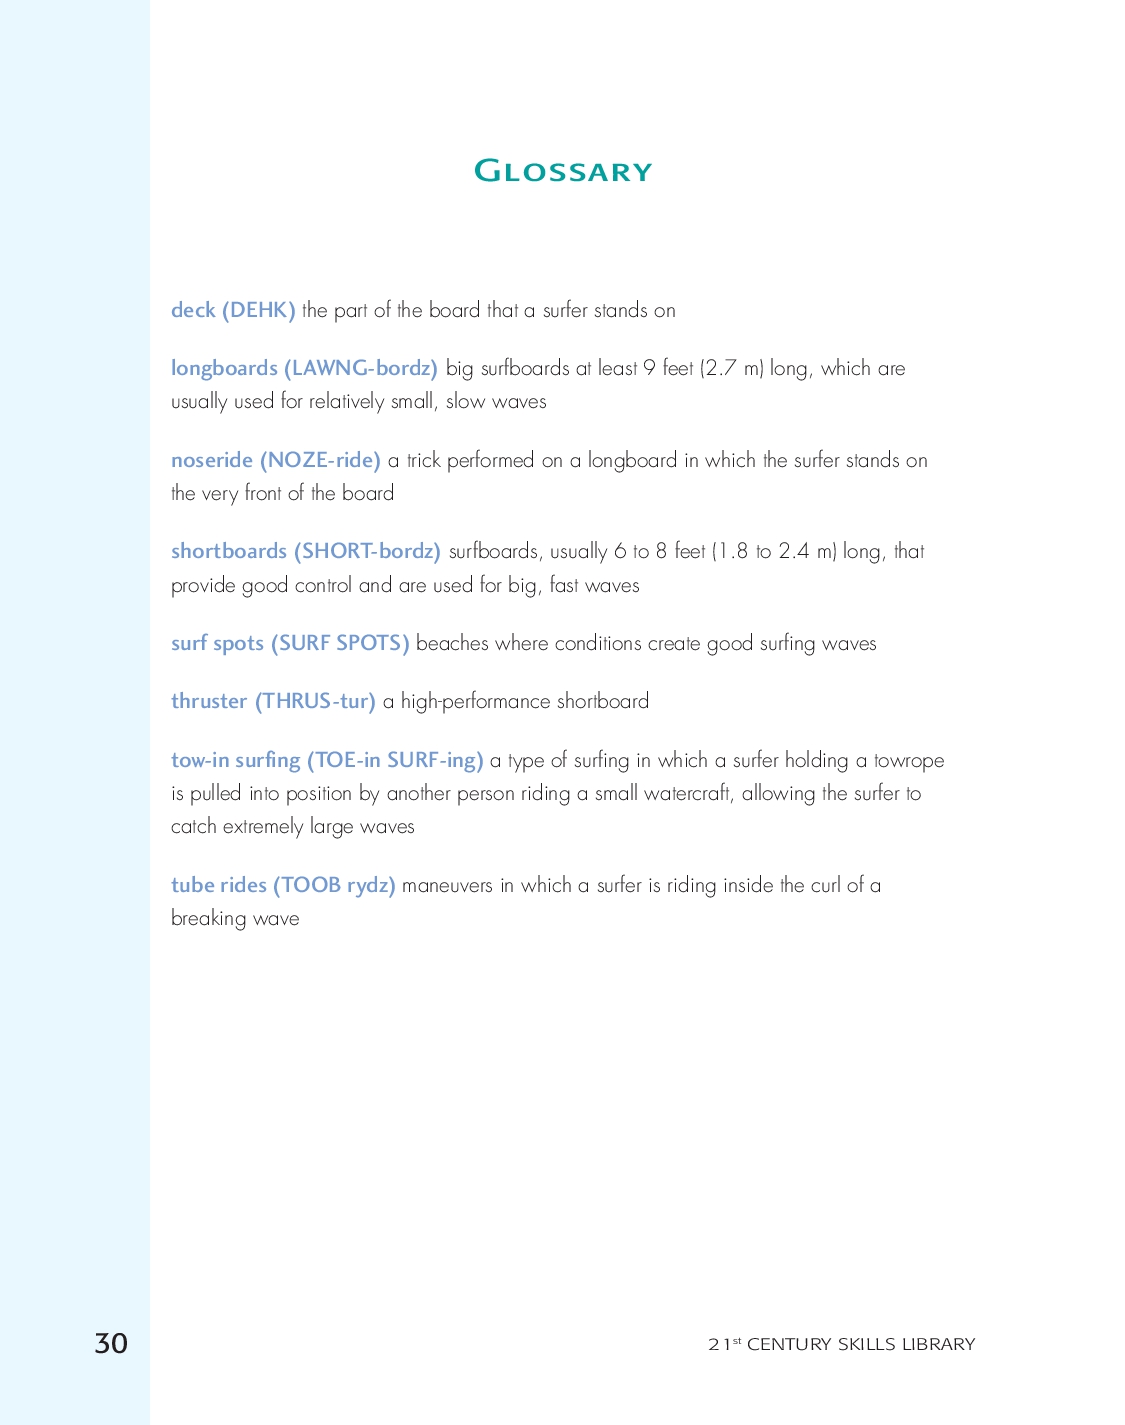 GLOSSARY
deck (DEHK) the part of the board that a surfer stands on
longboards (LAWNG-bordz) big surfboards at least 9 feet (2.7 m) long, which are
usually used for relatively small, slow waves
noseride (NOZE-ride) a trick performed on a longboard in which the surfer stands on
the very front of the board
shortboards (SHORT-bordz) surfboards, usually 6 to 8 feet (1.8 to 2.4 m) long, that
provide good control and are used for big, fast waves
surf spots (SURF SPOTS) beaches where conditions create good surfing waves
thruster (THRUS-tur) a high-performance shortboard
tow-in surfing (TOE-in SURF-ing) a type of surfing in which a surfer holding a towrope
is pulled into position by another person riding a small watercraft, allowing the surfer to
catch extremely large waves
tube rides (TOOB rydz) maneuvers in which a surfer is riding inside the curl of a
breaking wave
30
21st CENTURY SKILLS LIBRARY